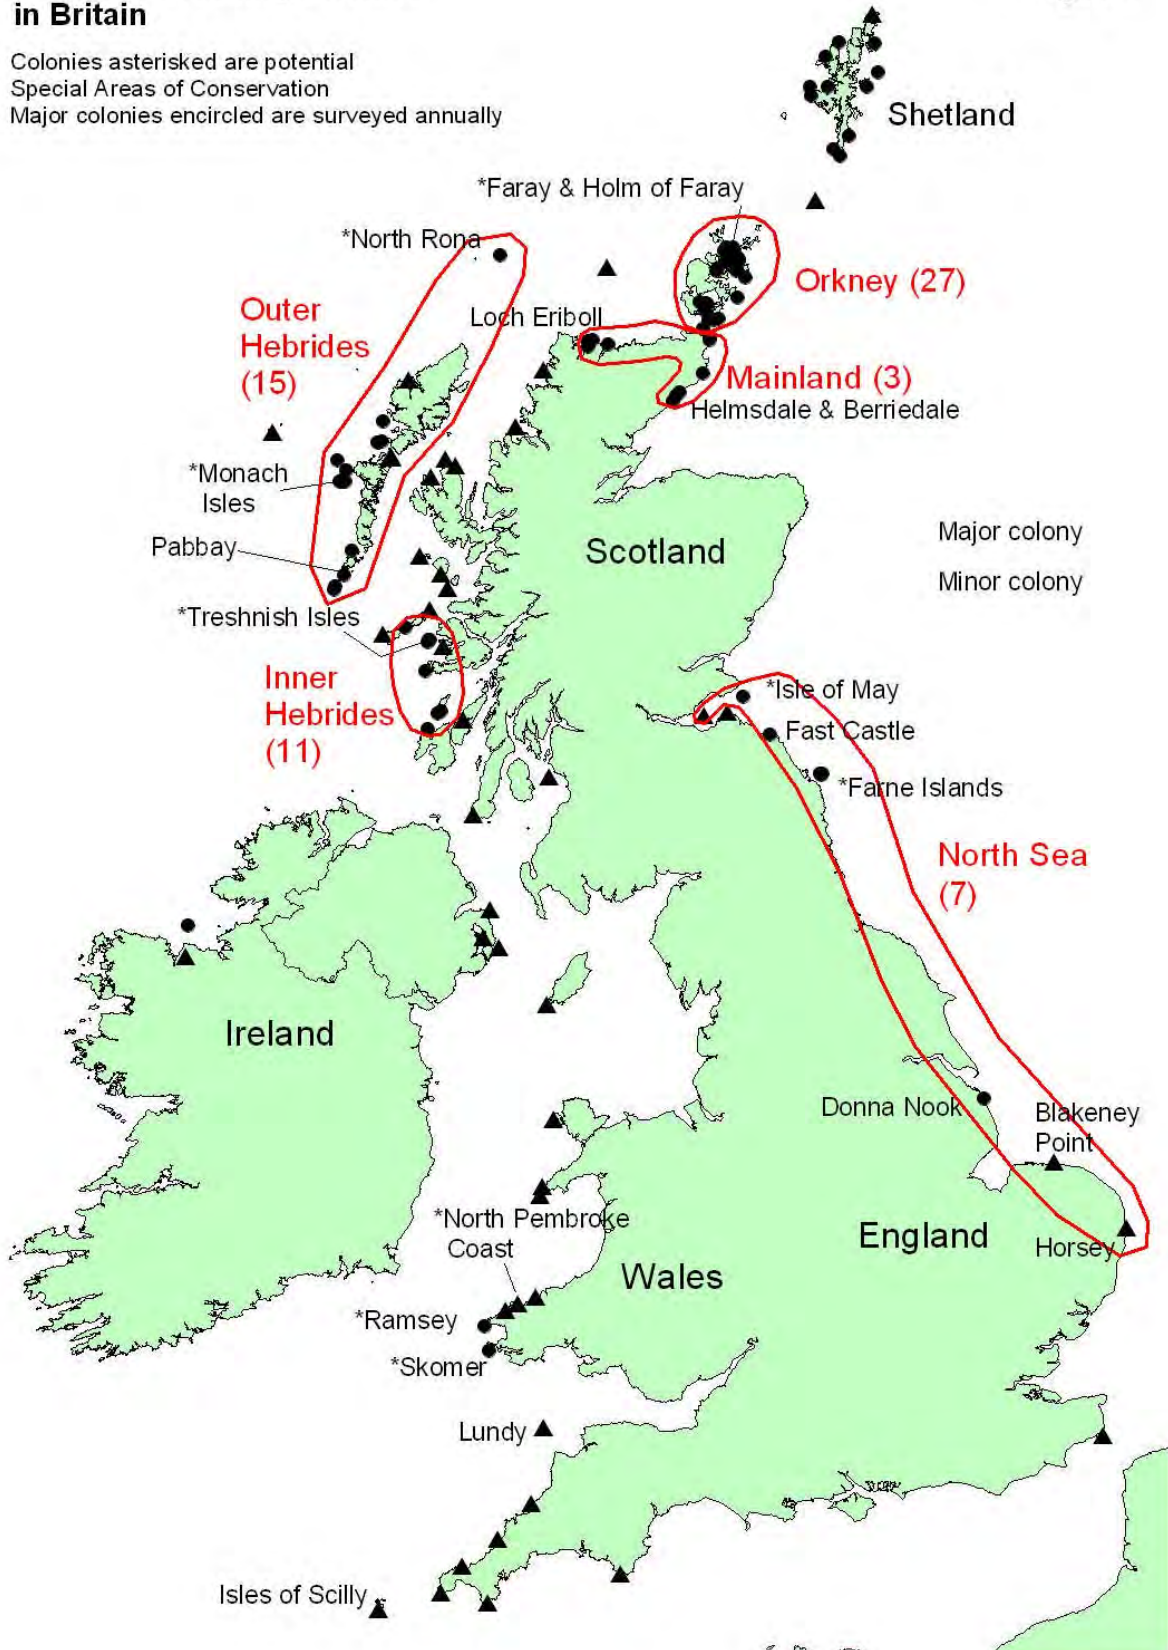 in Britain
Colonies asterisked are potential
Special Areas of Conservation
Major colonies encircled are surveyed annually
Shetland
*Faray & Holm of Faray
*North Rona
Orkney (27)
Outer
Hebrides
(15)
Loch Eriboll
Mainland (3)
Helmsdale & Berriedale
*Monach
Isles
Major colony
Pabbay
Scotland
Minor colony
*Treshnish Isles
Inner
Hebrides
(11)
*Isle of May
Fast Castle
*Farne Islands
North Sea
(7)
Ireland
Donna Nook
Blakeney
Point
*North Pembroke
Coast
England
Horsey
Wales
*Ramsey
*Skomer
Lundy
Isles of Scilly